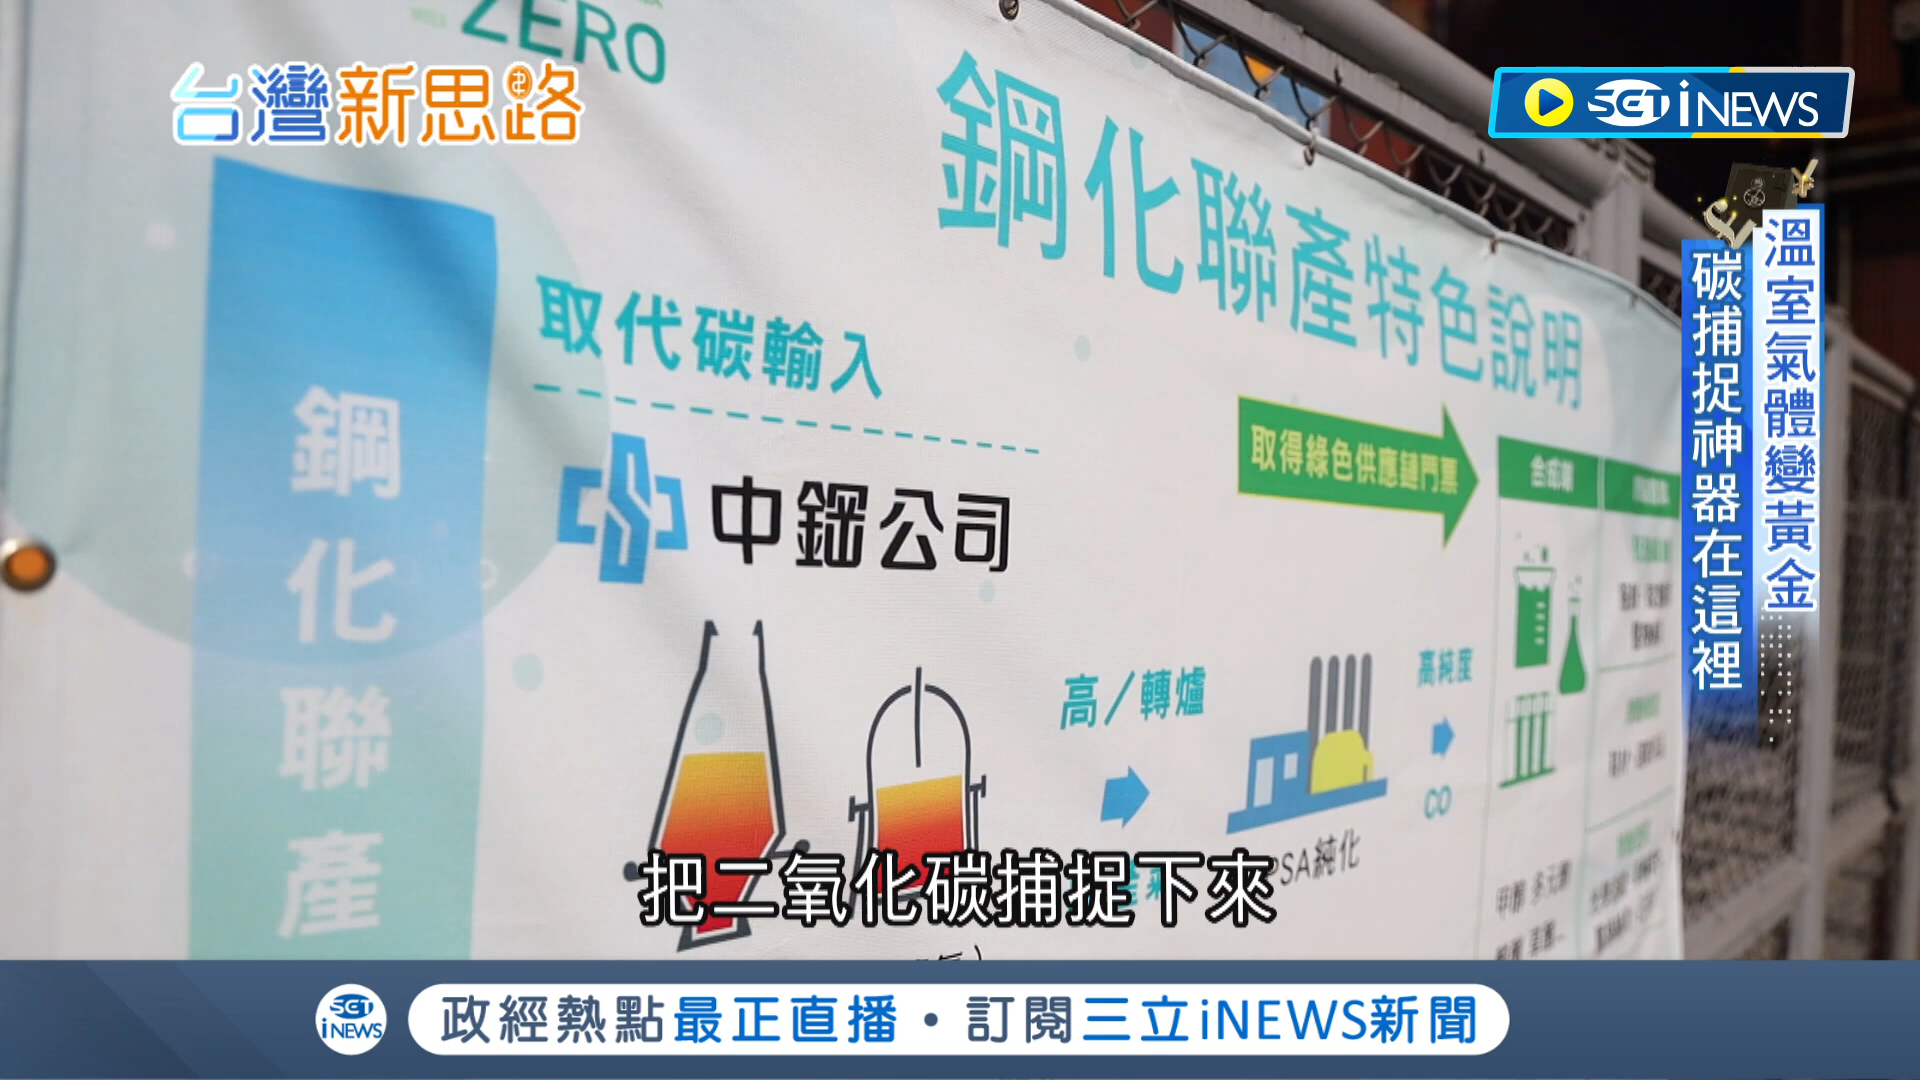 ZERO
台灣新思路
SETiNEWS
鋼化聯產特色說明
溫室氣體變黃金
碳捕捉神器在這裡
取代碳輸入
鋼化聯產
中鋼公司
取得綠色供應鏈門票
高/轉爐
高純度
CO
PSA純化
甲醇
把二氧化碳捕捉下來
SET iNEWS
政經熱點最正直播・訂閱三立iNEWS新聞